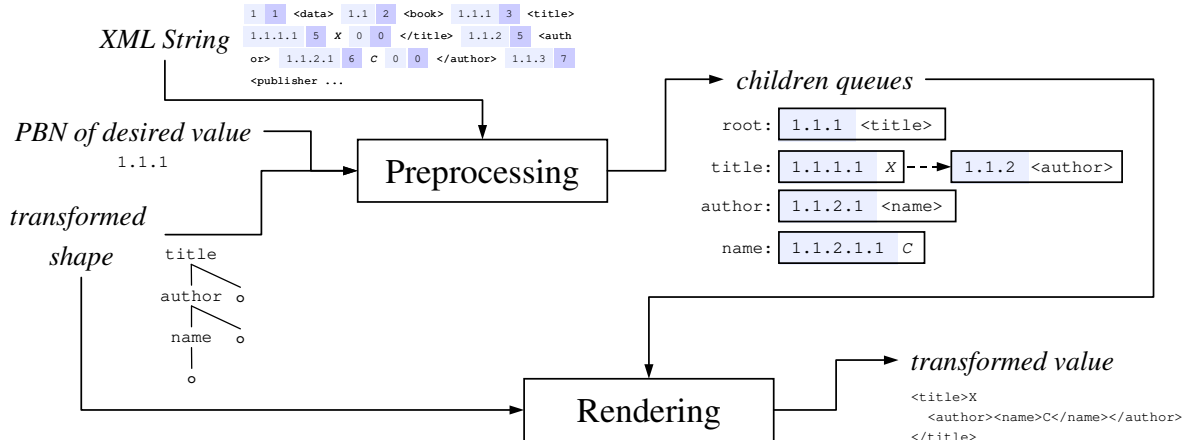 1 1 <data> 1.1 2 <book> 1.1.1 3 <title>
1.1.1.1 5 X 0 0 </title> 1.1.2 5 <auth
or> 1.1.2.1 6 C 0 0 </author> 1.1.3 7
<publisher ...
XML String
PBN of desired value
1.1.1
transformed
shape
title
author
name
Preprocessing
children queues
root: 1.1.1 <title>
title: 1.1.1.1 X 1.1.2 <author>
author: 1.1.2.1 <name>
name: 1.1.2.1.1 C
Rendering
transformed value
<title>X
<author><name>C</name></author>
</title>